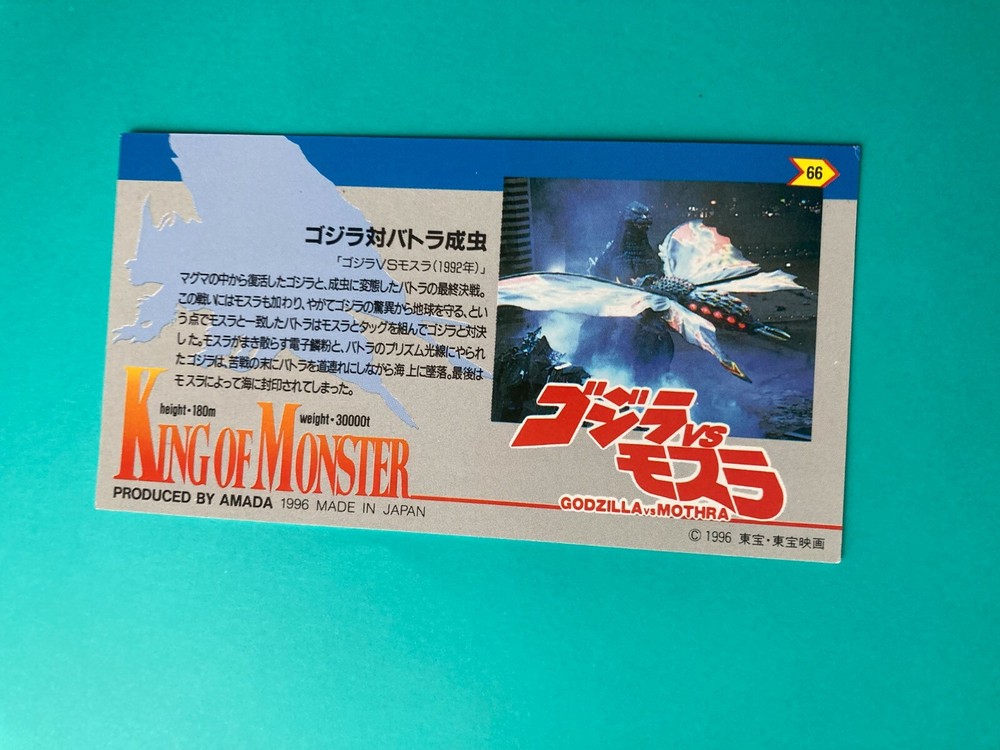 66
ゴジラ対バトラ成虫
「ゴジラVSモスラ(1992年)」
マグマの中から復活したゴジラと、成虫に変態したバトラの最終決戦。
この戦いにはモスラも加わり、やがてゴジラの驚異から地球を守る、とい
う点でモスラと一致したバトラはモスラとタッグを組んでゴジラと対決
した。モスラがまき散らす電子鱗粉と、バトラのプリズム光線にやられ
たゴジラは、苦戦の末にバトラを道連れにしながら海上に墜落。最後は
モスラによって海に封印されてしまった。
height・180m
weight・30000t
KING OF MONSTER
PRODUCED BY AMADA 1996 MADE IN JAPAN
ゴジラVS
モスラ
GODZILLA VS MOTHRA
© 1996 東宝・東宝映画